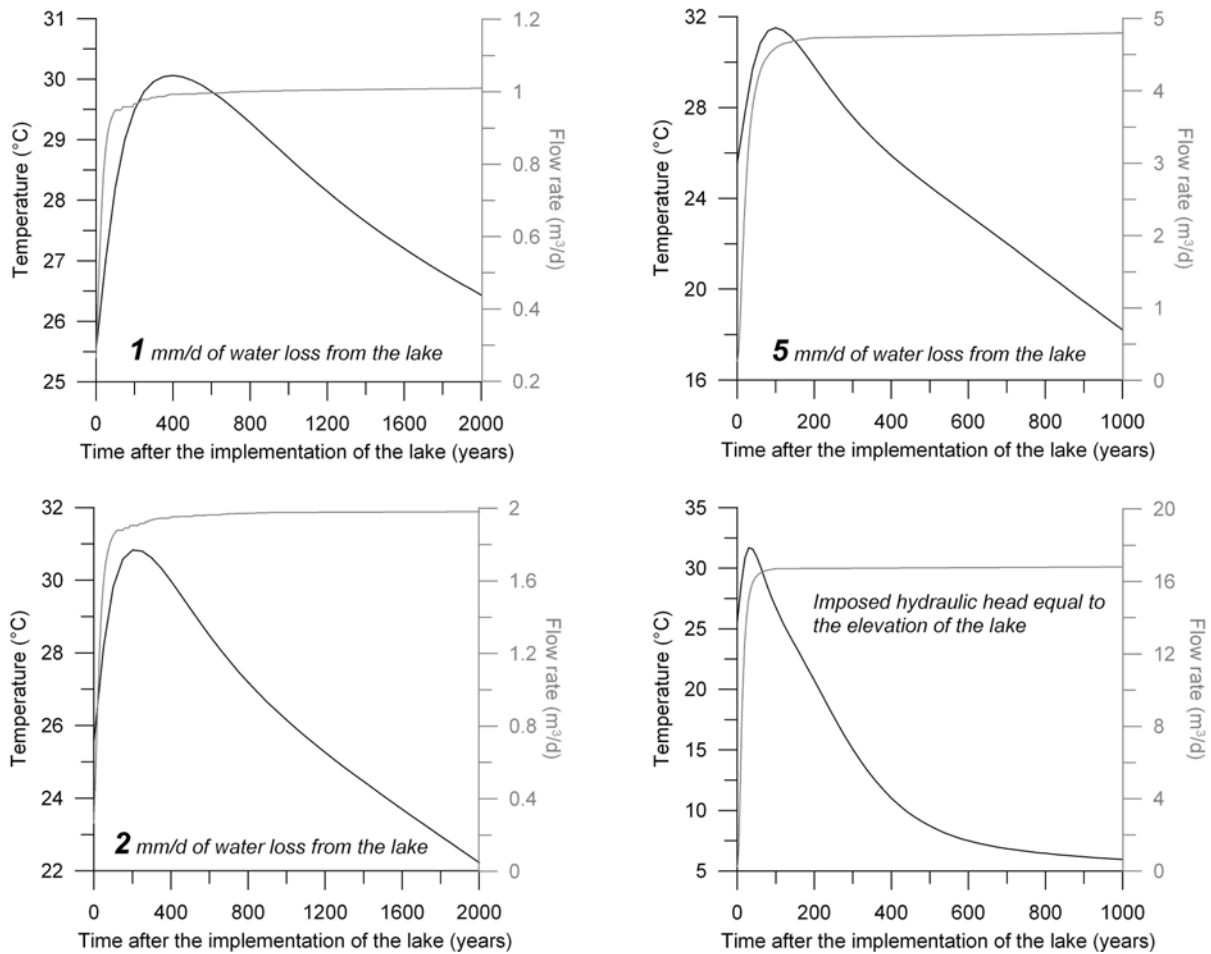 31
30
29
28
27
26
25
Temperature (°C)
1.2
1
0.8
0.6
0.4
0.2
Flow rate (m³/d)
1 mm/d of water loss from the lake
0 400 800 1200 1600 2000
Time after the implementation of the lake (years)
32
28
24
20
16
Temperature (°C)
5
4
3
2
1
0
Flow rate (m³/d)
5 mm/d of water loss from the lake
0 200 400 600 800 1000
Time after the implementation of the lake (years)
32
30
28
26
24
22
Temperature (°C)
2
1.6
1.2
0.8
0.4
0
Flow rate (m³/d)
2 mm/d of water loss from the lake
0 400 800 1200 1600 2000
Time after the implementation of the lake (years)
35
30
25
20
15
10
5
Temperature (°C)
20
16
12
8
4
0
Flow rate (m³/d)
Imposed hydraulic head equal to
the elevation of the lake
0 200 400 600 800 1000
Time after the implementation of the lake (years)